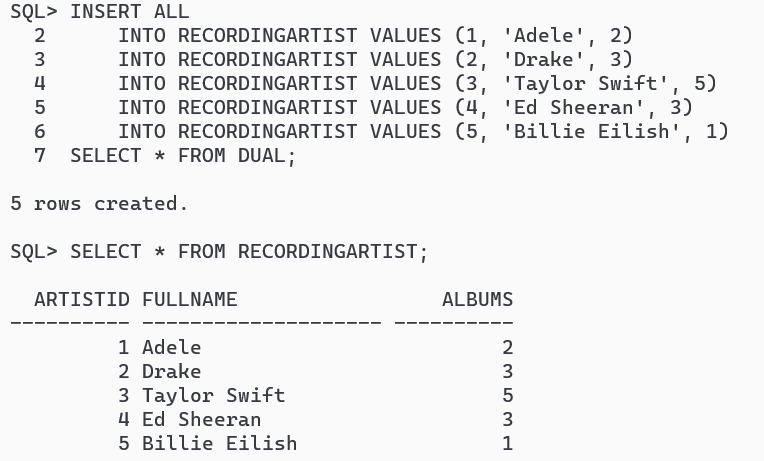 SQL> INSERT ALL
  2      INTO RECORDINGARTIST VALUES (1, 'Adele', 2)
  3      INTO RECORDINGARTIST VALUES (2, 'Drake', 3)
  4      INTO RECORDINGARTIST VALUES (3, 'Taylor Swift', 5)
  5      INTO RECORDINGARTIST VALUES (4, 'Ed Sheeran', 3)
  6      INTO RECORDINGARTIST VALUES (5, 'Billie Eilish', 1)
  7  SELECT * FROM DUAL;

5 rows created.

SQL> SELECT * FROM RECORDINGARTIST;

  ARTISTID FULLNAME                 ALBUMS
---------- -------------------- ----------
         1 Adele                         2
         2 Drake                         3
         3 Taylor Swift                  5
         4 Ed Sheeran                    3
         5 Billie Eilish                 1